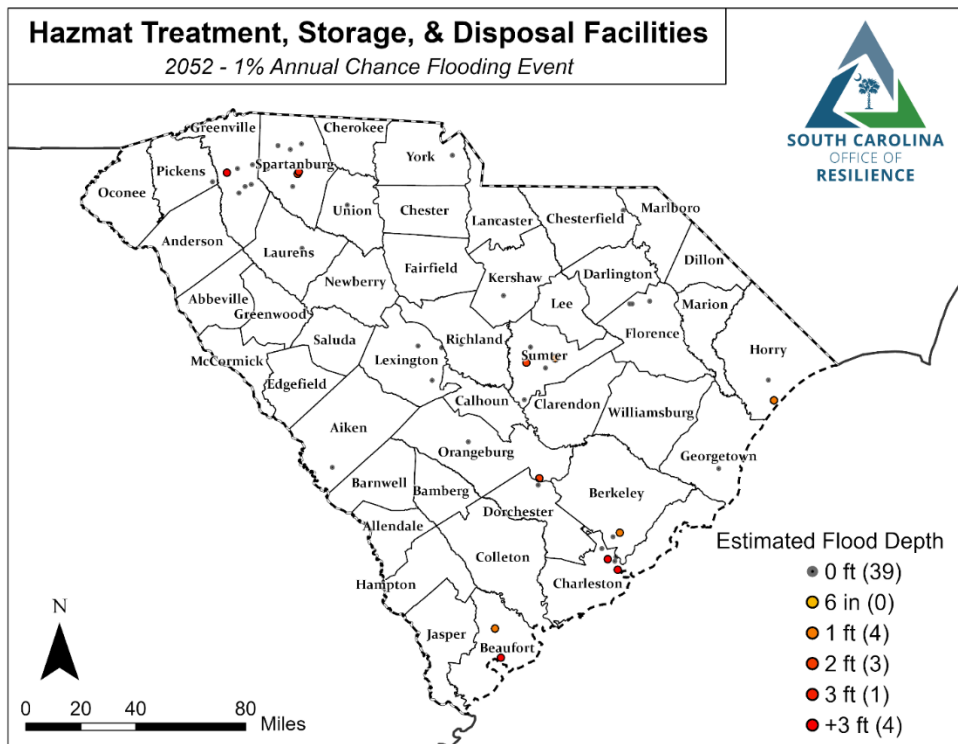 Hazmat Treatment, Storage, & Disposal Facilities
2052 - 1% Annual Chance Flooding Event
SOUTH CAROLINA
OFFICE OF
RESILIENCE
Greenville
Cherokee
York
Pickens
Spartanburg
Oconee
Union
Chester
Lancaster
Chesterfield
Marlboro
Anderson
Laurens
Fairfield
Kershaw
Darlington
Dillon
Newberry
Lee
Marion
Abbeville
Greenwood
Saluda
Richland
Florence
Horry
McCormick
Lexington
Sumter
Edgefield
Calhoun
Clarendon
Williamsburg
Aiken
Orangeburg
Georgetown
Barnwell
Bamberg
Berkeley
Dorchester
Allendale
Colleton
Charleston
Hampton
Jasper
Beaufort
Estimated Flood Depth
0 ft (39)
6 in (0)
1 ft (4)
2 ft (3)
3 ft (1)
+3 ft (4)
N
0 20 40 80
Miles